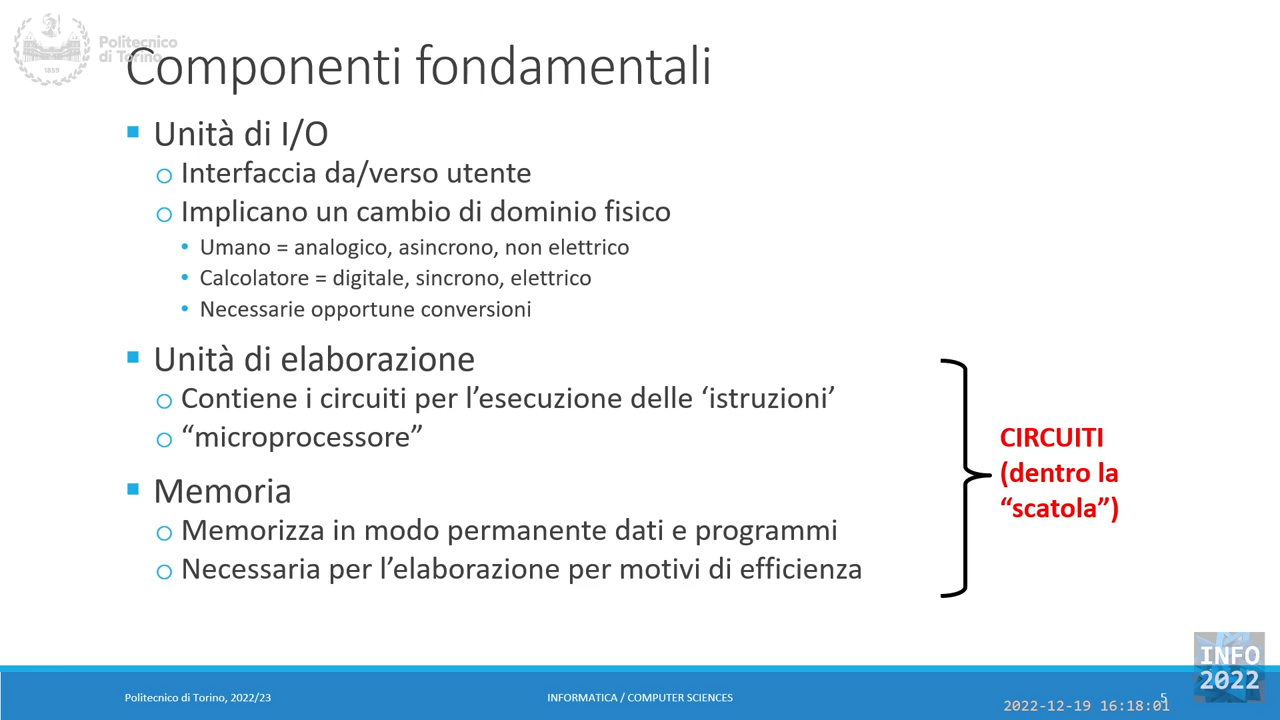 Politecnico
di Torino
1859
Componenti fondamentali
Unità di I/O
Interfaccia da/verso utente
Implicano un cambio di dominio fisico
Umano = analogico, asincrono, non elettrico
Calcolatore = digitale, sincrono, elettrico
Necessarie opportune conversioni
Unità di elaborazione
Contiene i circuiti per l’esecuzione delle ‘istruzioni’
“microprocessore”
Memoria
Memorizza in modo permanente dati e programmi
Necessaria per l’elaborazione per motivi di efficienza
CIRCUITI
(dentro la
“scatola”)
Politecnico di Torino, 2022/23
INFORMATICA / COMPUTER SCIENCES
5
2022-12-19 16:18:01
INFO
2022